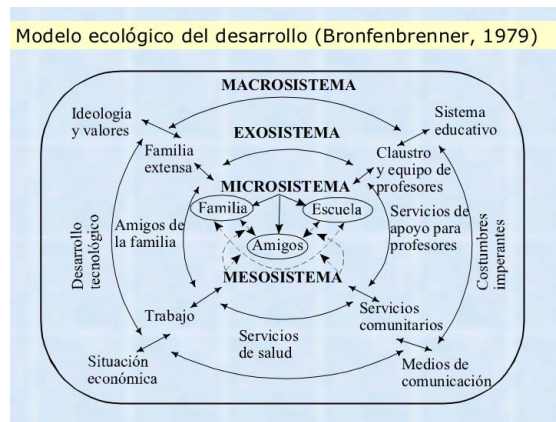 Modelo ecológico del desarrollo (Bronfenbrenner, 1979)
MACROSISTEMA
Ideología
y valores
Sistema
educativo
EXOSISTEMA
Familia
extensa
Claustro
y equipo de
profesores
MICROSISTEMA
Familia
Escuela
Amigos
Amigos de
la familia
Servicios de
apoyo para
profesores
Desarrollo
tecnológico
Costumbres
imperantes
MESOSISTEMA
Trabajo
Servicios
comunitarios
Servicios
de salud
Situación
económica
Medios de
comunicación